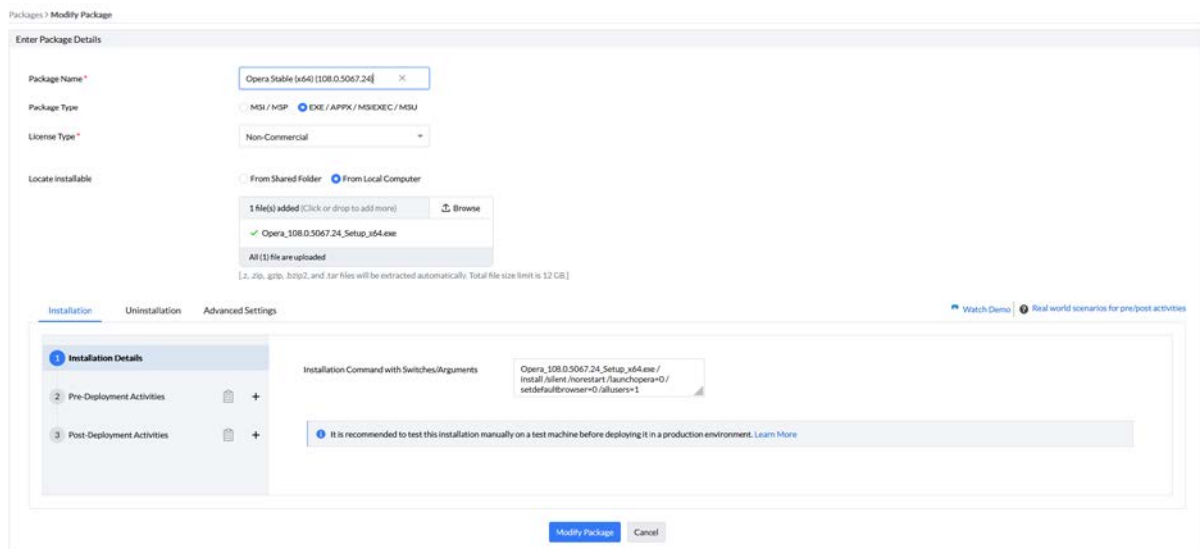 Packages > Modify Package
Enter Package Details
Package Name *
Opera Stable (x64) (108.0.5067.24)
Package Type
MSI / MSP
EXE / APPX / MSIEXEC / MSU
License Type *
Non-Commercial
Locate installable
From Shared Folder
From Local Computer
1 file(s) added (Click or drop to add more)
Browse
Opera_108.0.5067.24_Setup_x64.exe
All (1) file are uploaded
[.z, .zip, .gzip, .bzip2, and .tar files will be extracted automatically. Total file size limit is 12 GB.]
Installation
Uninstallation
Advanced Settings
Watch Demo
Real world scenarios for pre/post activities
1 Installation Details
2 Pre-Deployment Activities
3 Post-Deployment Activities
Installation Command with Switches/Arguments
Opera_108.0.5067.24_Setup_x64.exe /
install /silent /norestart /launchopera=0 /
setdefaultbrowser=0 /allusers=1
It is recommended to test this installation manually on a test machine before deploying it in a production environment. Learn More
Modify Package
Cancel